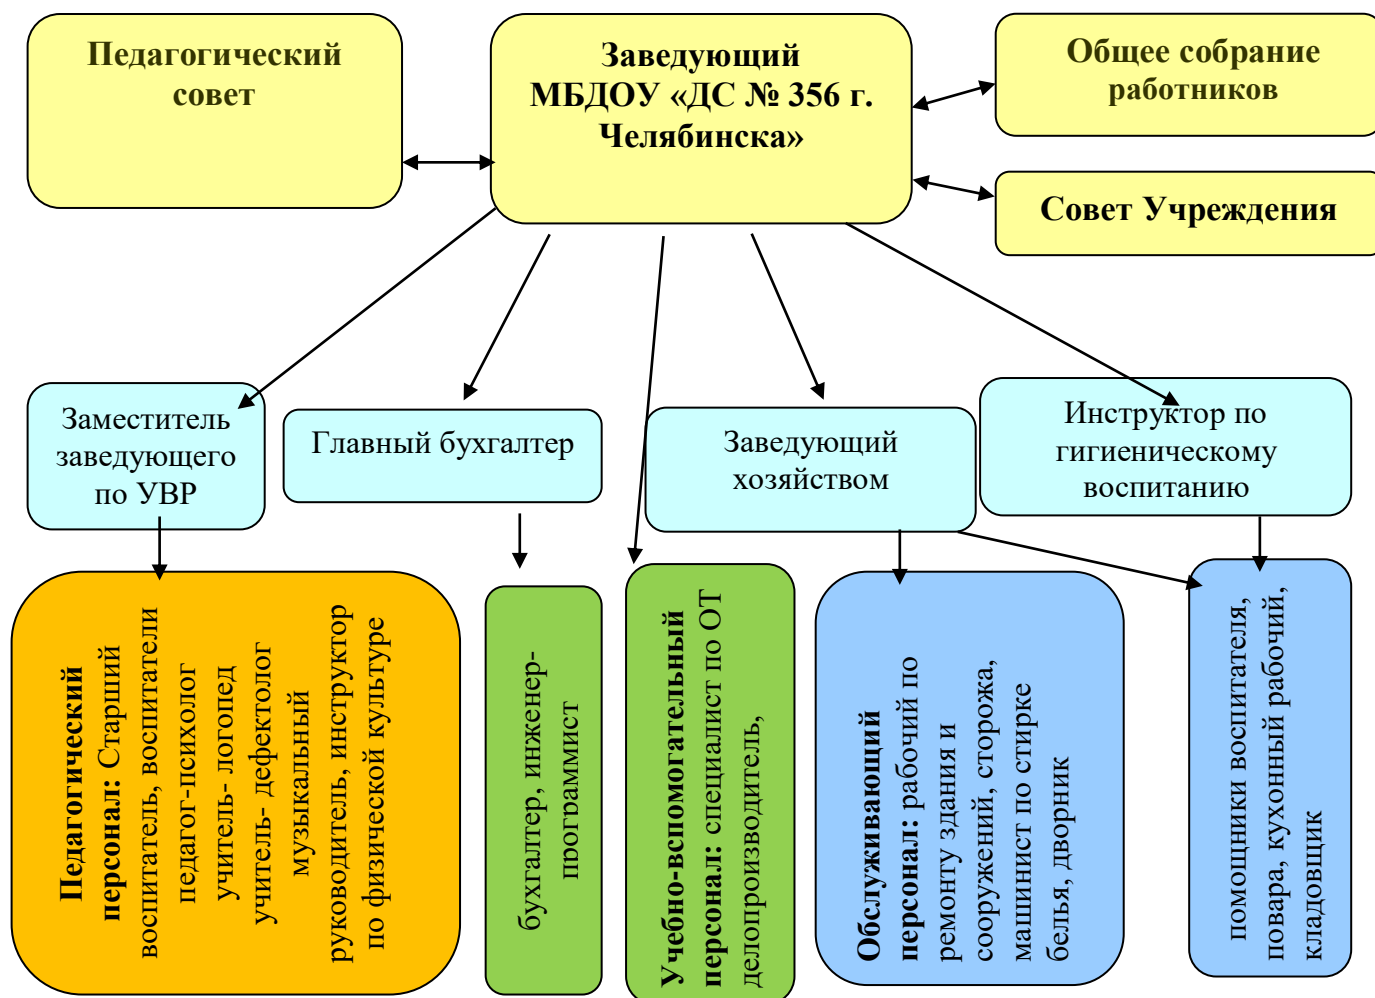 Педагогический
совет
Заведующий
МБДОУ «ДС № 356 г.
Челябинска»
Общее собрание
работников
Совет Учреждения
Заместитель
заведующего
по УВР
Главный бухгалтер
Заведующий
хозяйством
Инструктор по
гигиеническому
воспитанию
Педагогический
персонал: Старший
воспитатель, воспитатели
педагог-психолог
учитель- логопед
учитель- дефектолог
музыкальный
руководитель, инструктор
по физической культуре
бухгалтер, инженер-
программист
Учебно-вспомогательный
персонал: специалист по ОТ
делопроизводитель,
Обслуживающий
персонал: рабочий по
ремонту здания и
сооружений, сторожа,
машинист по стирке
белья, дворник
помощники воспитателя,
повара, кухонный рабочий,
кладовщик